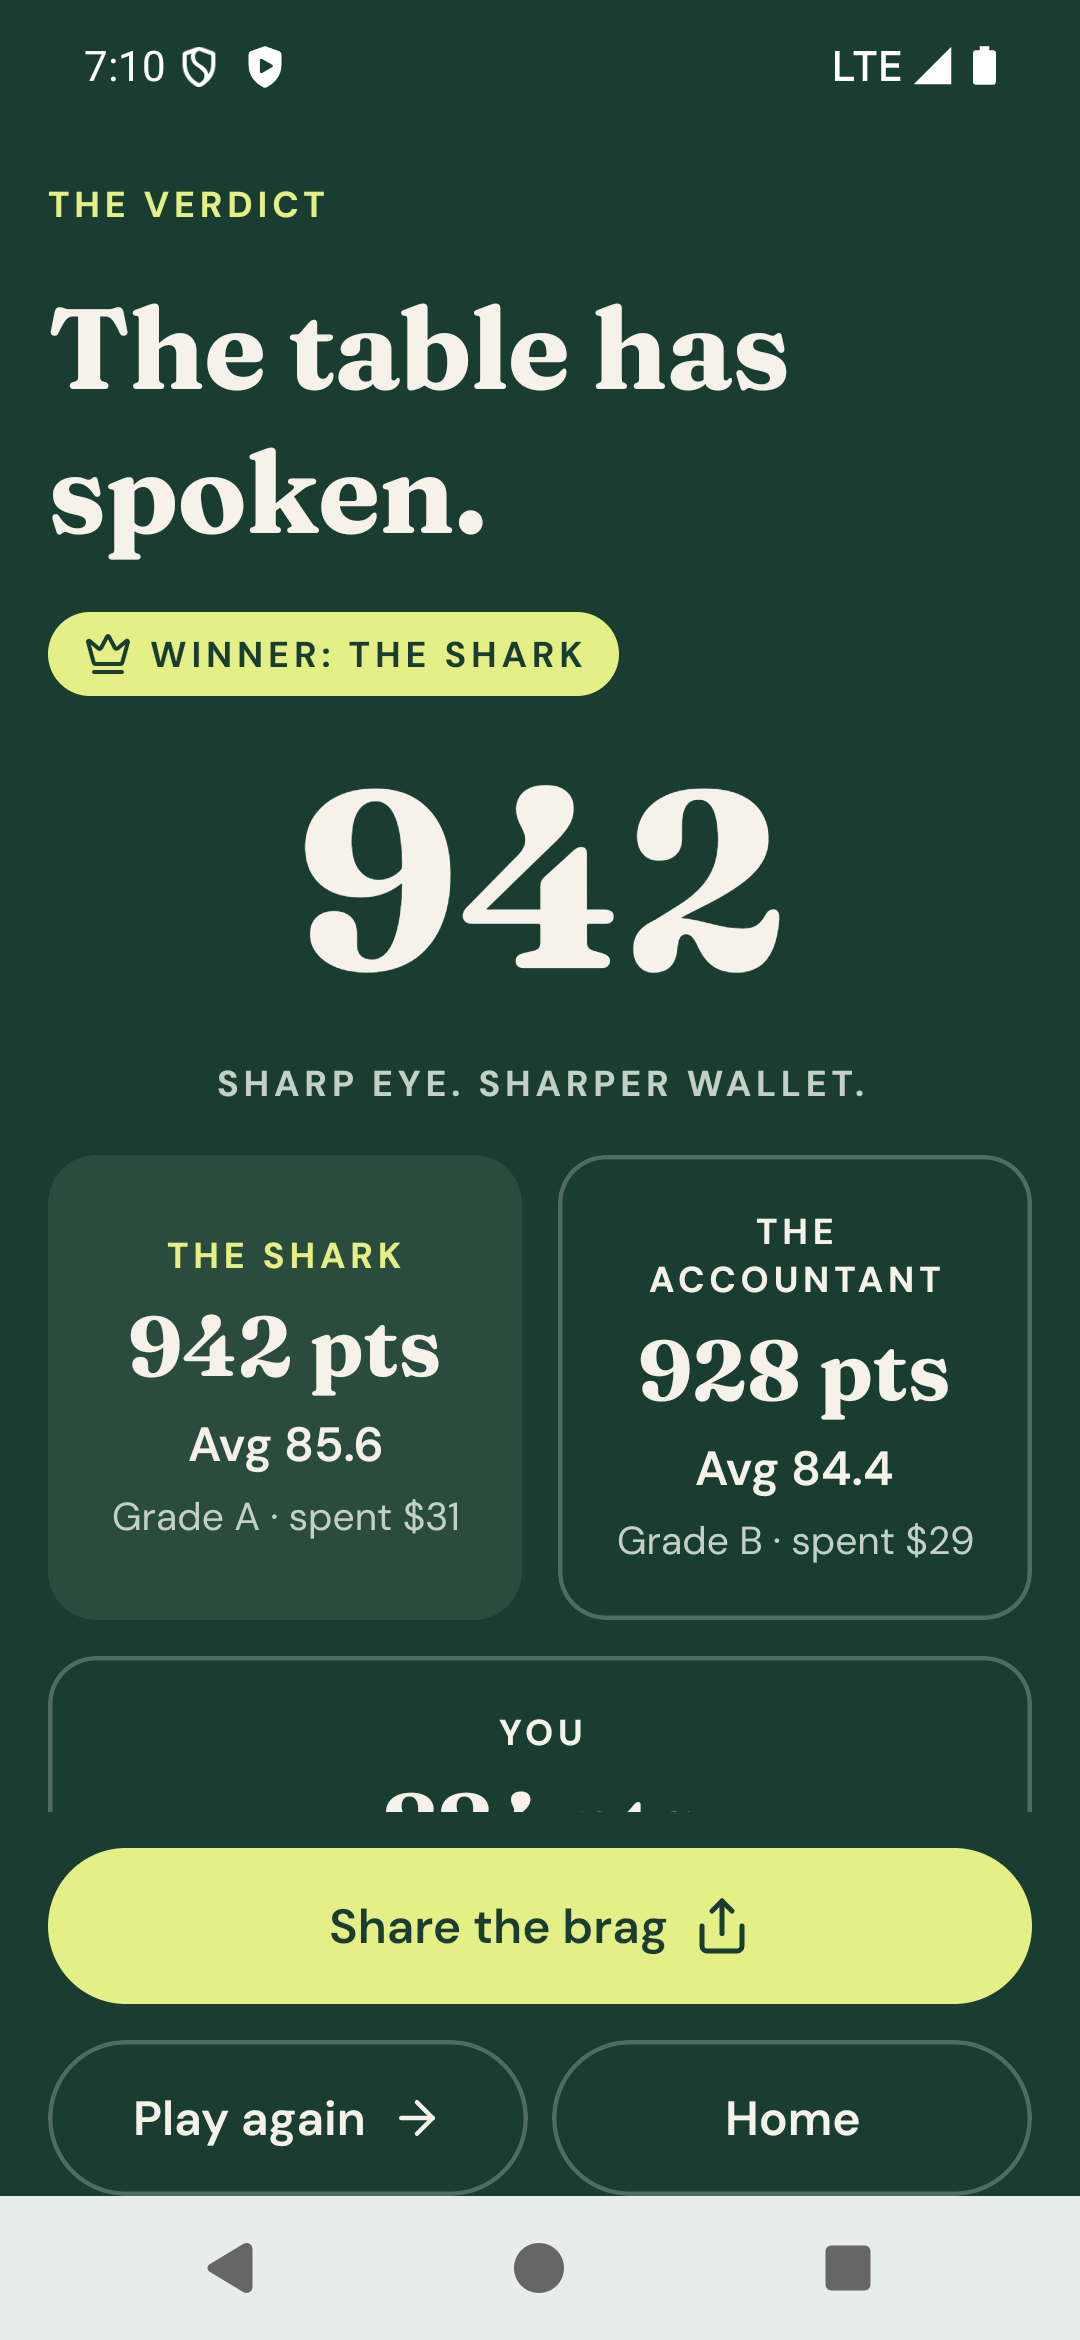 7:10
LTE
THE VERDICT
The table has
spoken.
WINNER: THE SHARK
942
SHARP EYE. SHARPER WALLET.
THE SHARK
942 pts
Avg 85.6
Grade A · spent $31
THE
ACCOUNTANT
928 pts
Avg 84.4
Grade B · spent $29
YOU
Share the brag
Play again
Home